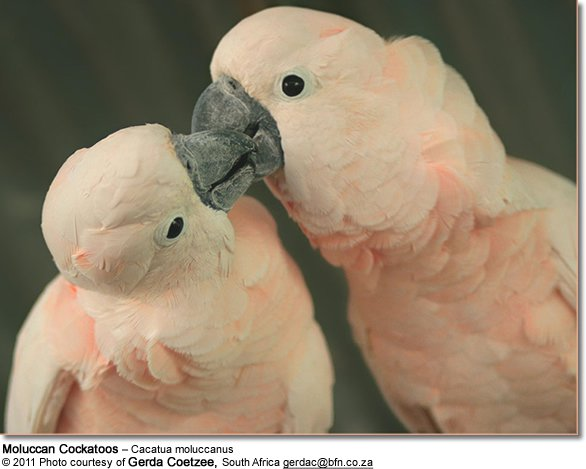 Moluccan Cockatoos – Cacatua moluccanus
© 2011 Photo courtesy of Gerda Coetzee, South Africa gerdac@bfn.co.za